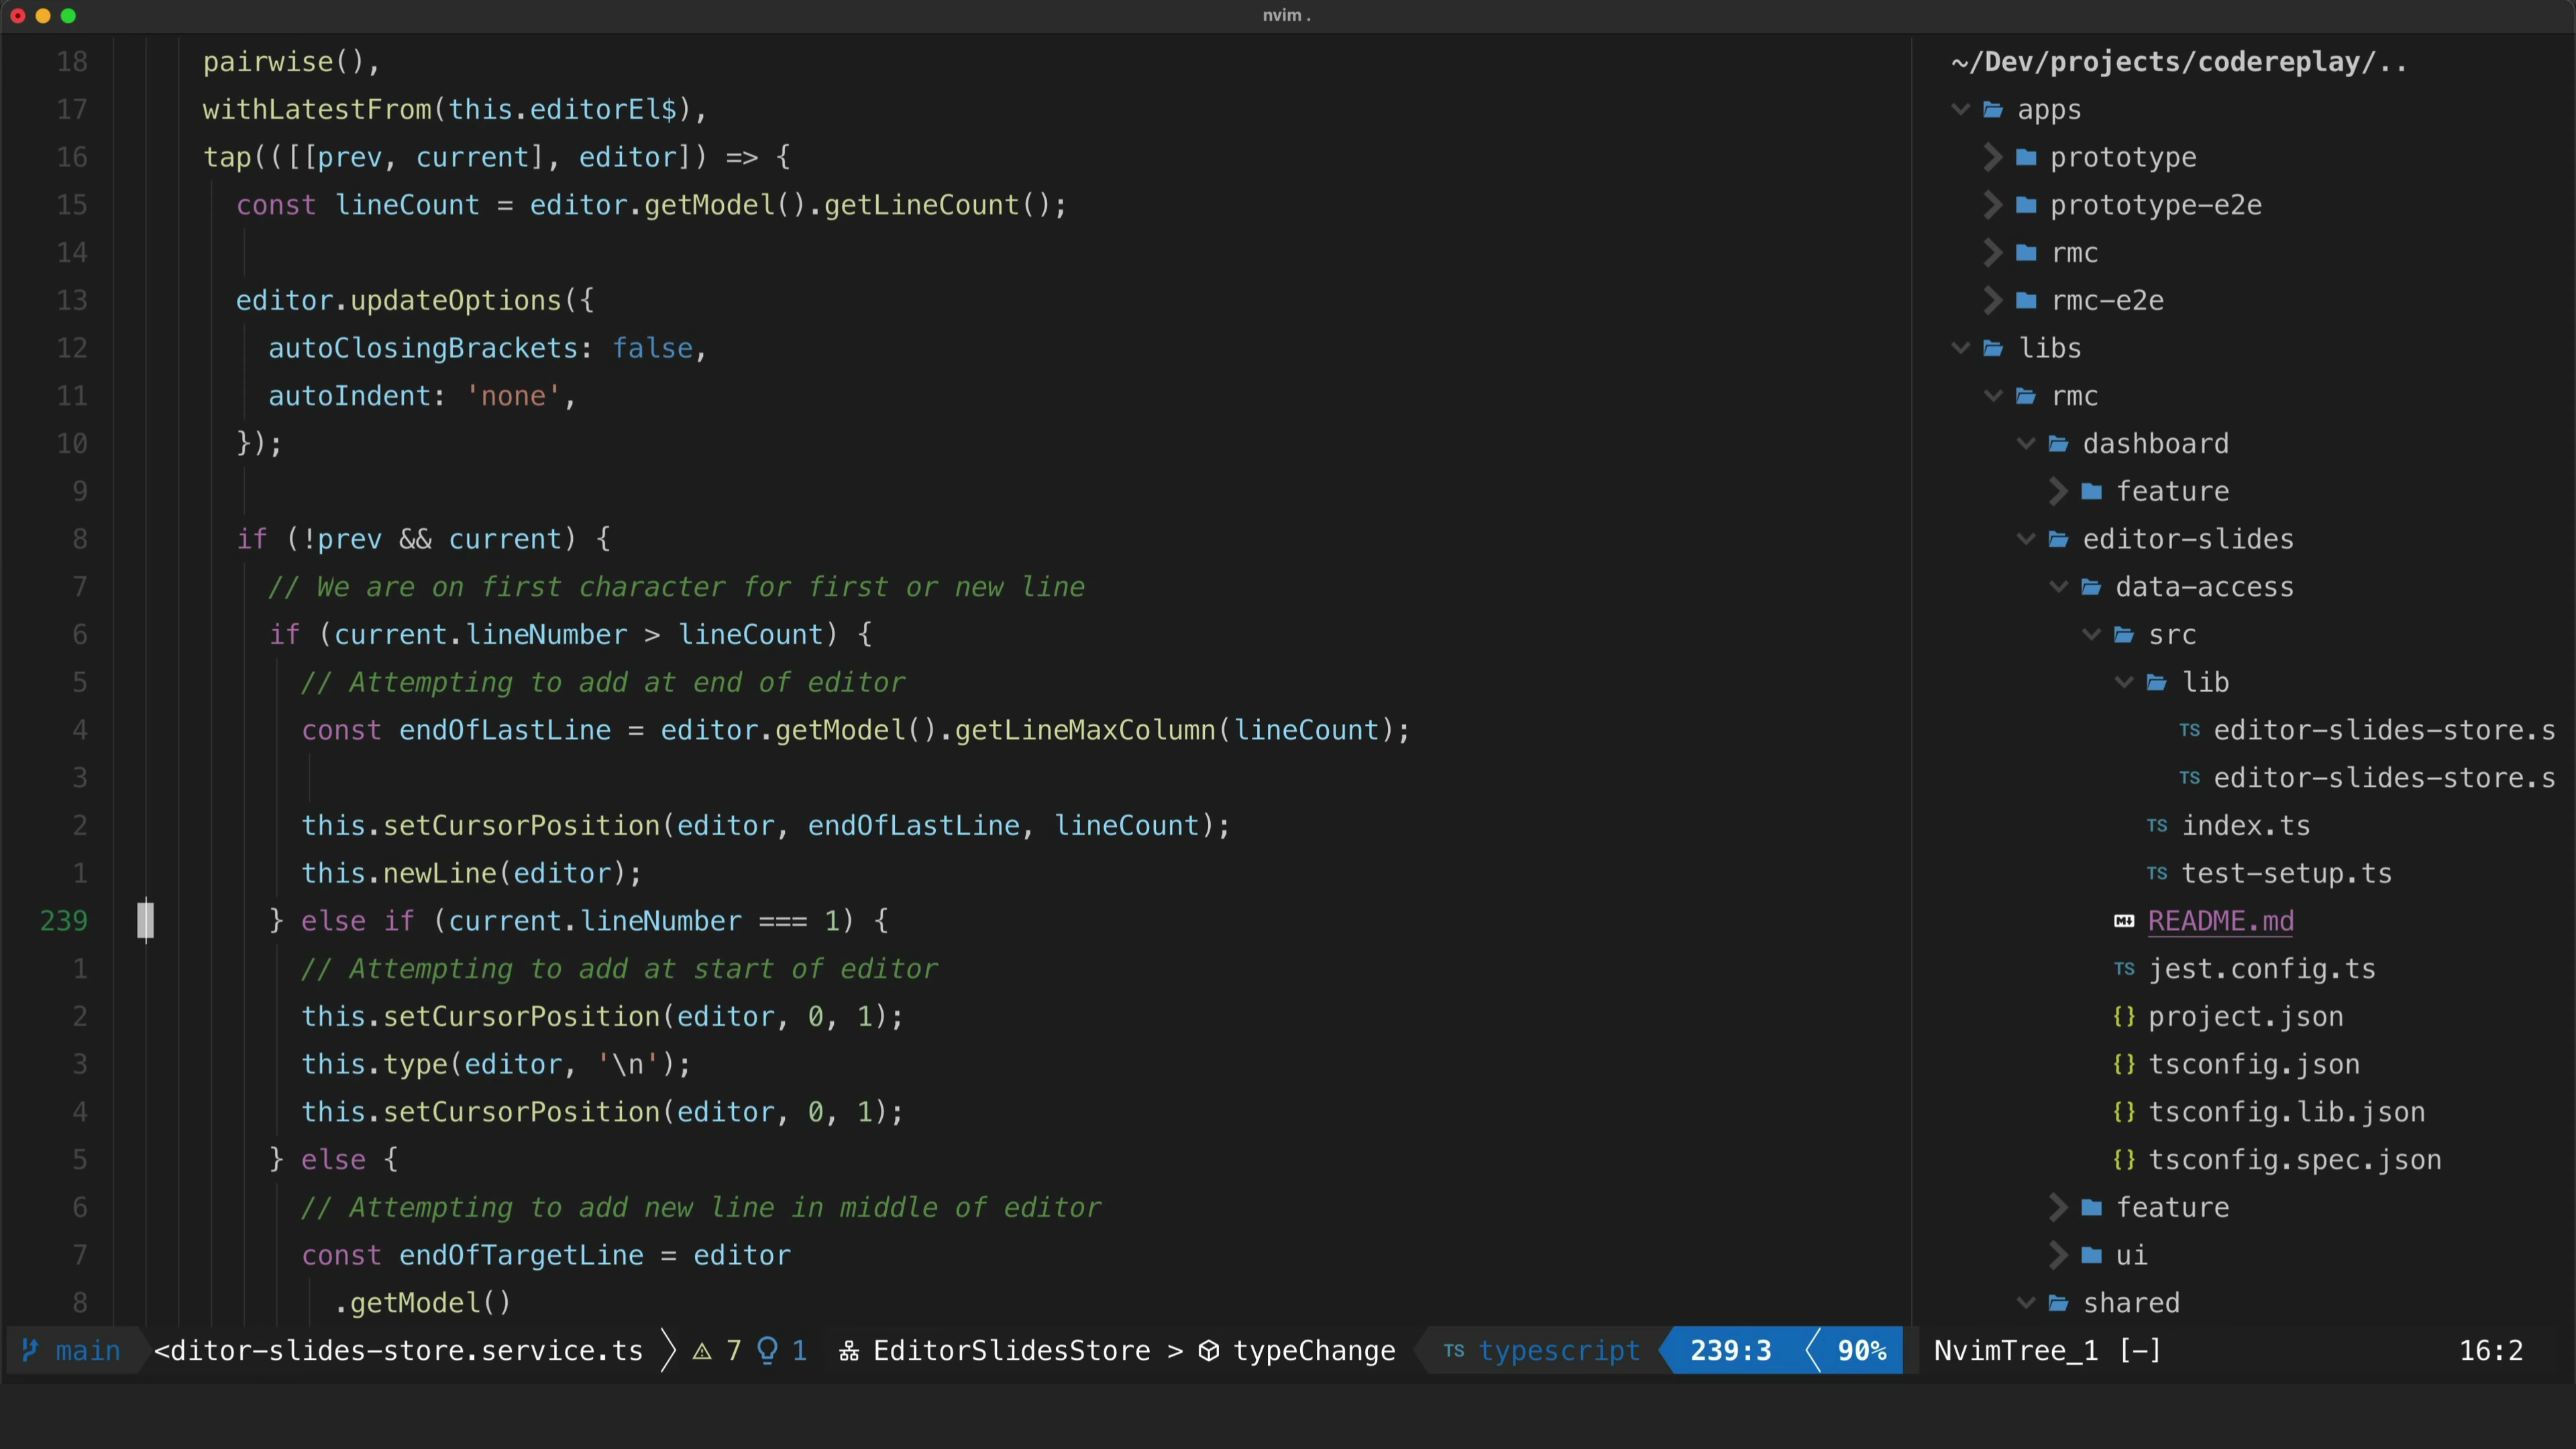 nvim .
18 pairwise(),
17 withLatestFrom(this.editorEl$),
16 tap(([[prev, current], editor]) => {
15 const lineCount = editor.getModel().getLineCount();
14
13 editor.updateOptions({
12 autoClosingBrackets: false,
11 autoIndent: 'none',
10 });
9
8 if (!prev && current) {
7 // We are on first character for first or new line
6 if (current.lineNumber > lineCount) {
5 // Attempting to add at end of editor
4 const endOfLastLine = editor.getModel().getLineMaxColumn(lineCount);
3
2 this.setCursorPosition(editor, endOfLastLine, lineCount);
1 this.newLine(editor);
239 } else if (current.lineNumber === 1) {
1 // Attempting to add at start of editor
2 this.setCursorPosition(editor, 0, 1);
3 this.type(editor, '\n');
4 this.setCursorPosition(editor, 0, 1);
5 } else {
6 // Attempting to add new line in middle of editor
7 const endOfTargetLine = editor
8 .getModel()
~/Dev/projects/codereplay/..
apps
prototype
prototype-e2e
rmc
rmc-e2e
libs
rmc
dashboard
feature
editor-slides
data-access
src
lib
TS editor-slides-store.s
TS editor-slides-store.s
TS index.ts
TS test-setup.ts
README.md
TS jest.config.ts
{} project.json
{} tsconfig.json
{} tsconfig.lib.json
{} tsconfig.spec.json
feature
ui
shared
main <ditor-slides-store.service.ts 7 1 EditorSlidesStore > typeChange TS typescript 239:3 90% NvimTree_1 [-] 16:2